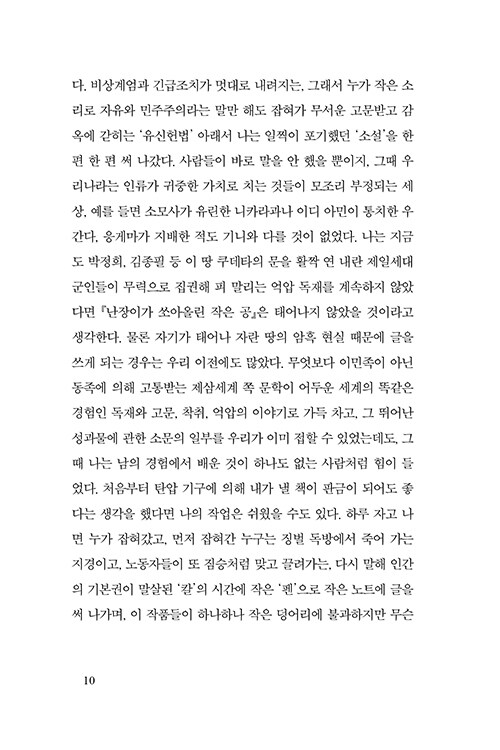 다. 비상계엄과 긴급조치가 멋대로 내려지는, 그래서 누가 작은 소
리로 자유와 민주주의라는 말만 해도 잡혀가 무서운 고문받고 감
옥에 갇히는 ‘유신헌법’ 아래서 나는 일찍이 포기했던 ‘소설’을 한
편 한 편 써 나갔다. 사람들이 바로 말을 안 했을 뿐이지, 그때 우
리나라는 인류가 귀중한 가치로 치는 것들이 모조리 부정되는 세
상, 예를 들면 소모사가 유린한 니카라과나 이디 아민이 통치한 우
간다, 응게마가 지배한 적도 기니와 다를 것이 없었다. 나는 지금
도 박정희, 김종필 등 이 땅 쿠데타의 문을 활짝 연 내란 제일세대
군인들이 무력으로 집권해 피 말리는 억압 독재를 계속하지 않았
다면 『난장이가 쏘아올린 작은 공』은 태어나지 않았을 것이라고
생각한다. 물론 자기가 태어나 자란 땅의 암흑 현실 때문에 글을
쓰게 되는 경우는 우리 이전에도 많았다. 무엇보다 이민족이 아닌
동족에 의해 고통받는 제삼세계 쪽 문학이 어두운 세계의 똑같은
경험인 독재와 고문, 착취, 억압의 이야기로 가득 차고, 그 뛰어난
성과물에 관한 소문의 일부를 우리가 이미 접할 수 있었는데도, 그
때 나는 남의 경험에서 배운 것이 하나도 없는 사람처럼 힘이 들
었다. 처음부터 탄압 기구에 의해 내가 낼 책이 판금이 되어도 좋
다는 생각을 했다면 나의 작업은 쉬웠을 수도 있다. 하루 자고 나
면 누가 잡혀갔고, 먼저 잡혀간 누구는 징벌 독방에서 죽어 가는
지경이고, 노동자들이 또 짐승처럼 맞고 끌려가는, 다시 말해 인간
의 기본권이 말살된 ‘칼’의 시간에 작은 ‘펜’으로 작은 노트에 글을
써 나가며, 이 작품들이 하나하나 작은 덩어리에 불과하지만 무슨
10